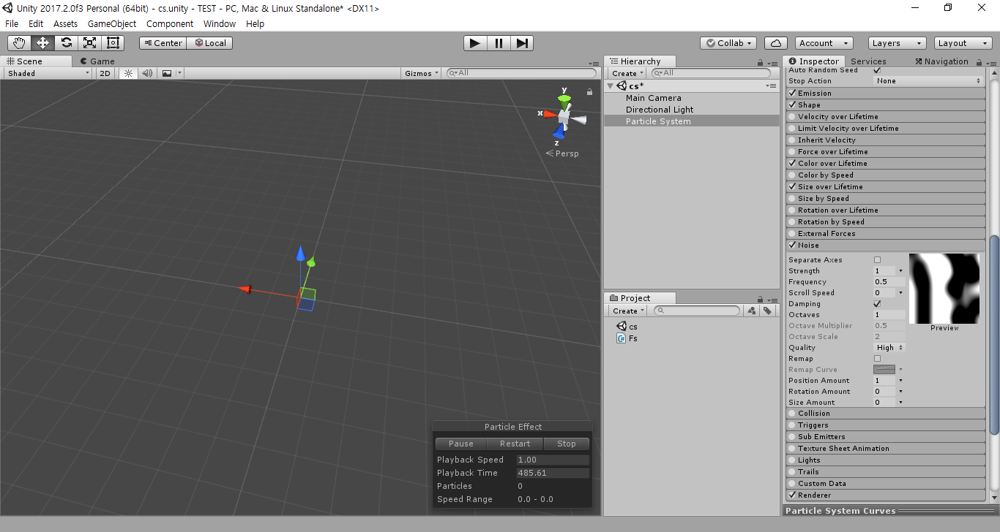 Unity 2017.2.0f3 Personal (64bit) - cs.unity - TEST - PC, Mac & Linux Standalone* <DX11>
File Edit Assets GameObject Component Window Help
Center Local Collab Account Layers Layout
Scene Game
Shaded 2D Gizmos All
y
x
z
Persp
Particle Effect
Pause Restart Stop
Playback Speed 1.00
Playback Time 485.61
Particles 0
Speed Range 0.0 - 0.0
Hierarchy
Create All
cs*
Main Camera
Directional Light
Particle System
Project
Create
cs
Fs
Inspector Services Navigation
Auto Random Seed
Stop Action None
Emission
Shape
Velocity over Lifetime
Limit Velocity over Lifetime
Inherit Velocity
Force over Lifetime
Color over Lifetime
Color by Speed
Size over Lifetime
Size by Speed
Rotation over Lifetime
Rotation by Speed
External Forces
Noise
Separate Axes
Strength 1
Frequency 0.5
Scroll Speed 0
Damping
Octaves 1
Octave Multiplier 0.5
Octave Scale 2
Quality High
Remap
Remap Curve
Position Amount 1
Rotation Amount 0
Size Amount 0
Preview
Collision
Triggers
Sub Emitters
Texture Sheet Animation
Lights
Trails
Custom Data
Renderer
Particle System Curves